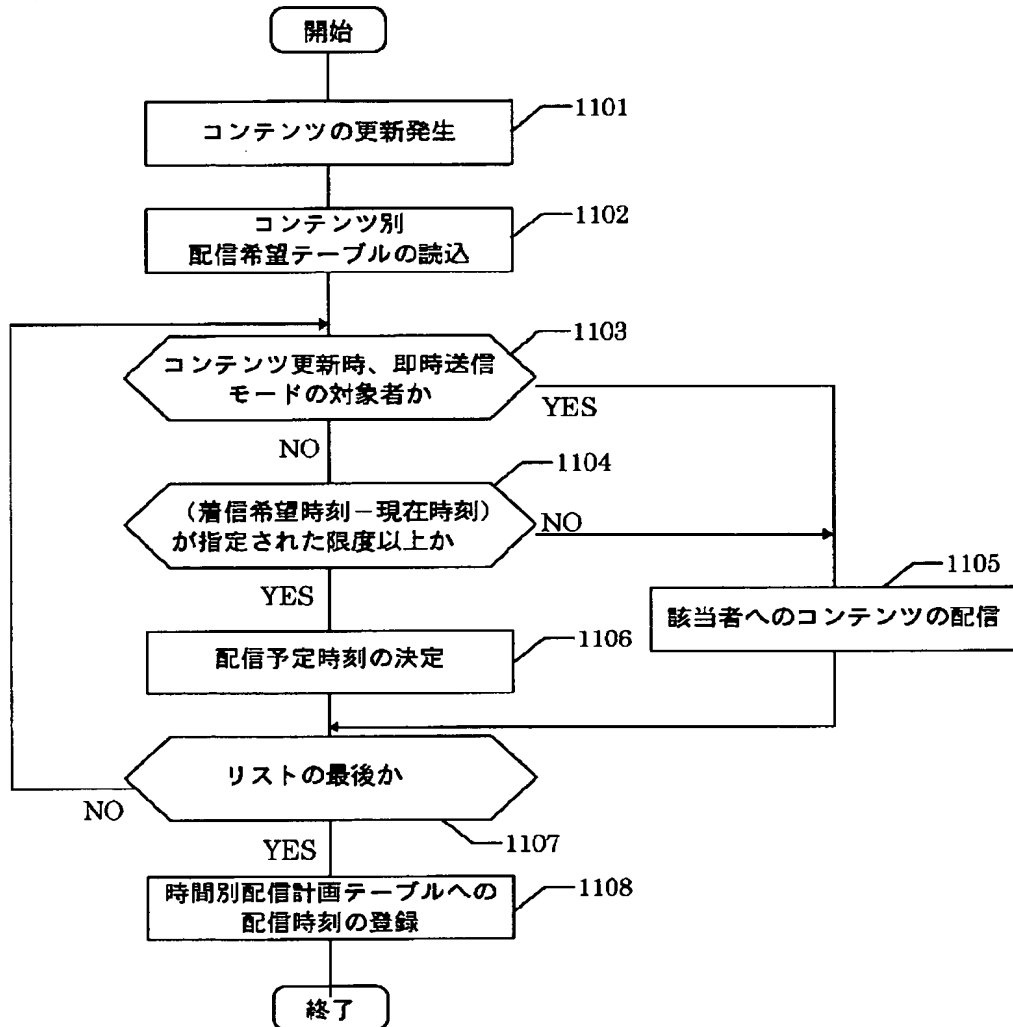 開始
コンテンツの更新発生
1101
コンテンツ別
配信希望テーブルの読込
1102
コンテンツ更新時、即時送信
モードの対象者か
1103
YES
NO
(着信希望時刻－現在時刻)
が指定された限度以上か
1104
NO
YES
該当者へのコンテンツの配信
1105
配信予定時刻の決定
1106
リストの最後か
NO
1107
YES
時間別配信計画テーブルへの
配信時刻の登録
1108
終了